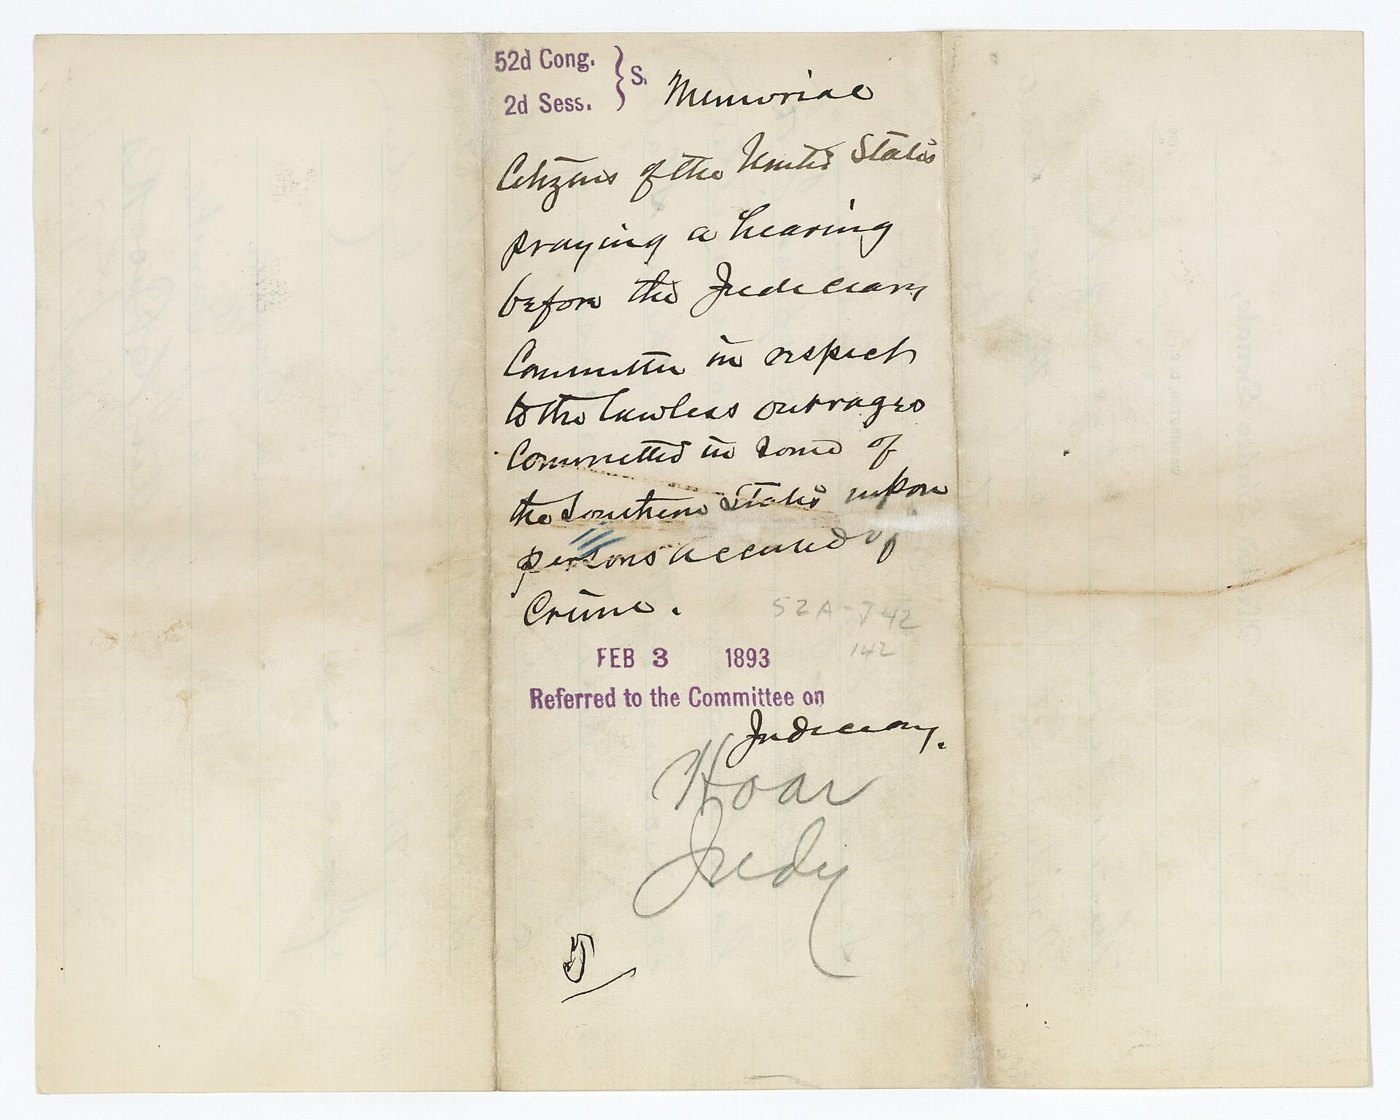 52d Cong.
2d Sess. } S. Memorial
Citizens of the United States
praying a hearing
before the Judiciary
Committee in respect
to the lawless outrages
Committed in some of
the Southern States upon
persons accused of
Crime.
52A-J42
142
FEB 3 1893
Referred to the Committee on
Judiciary.
Hoar
Judy